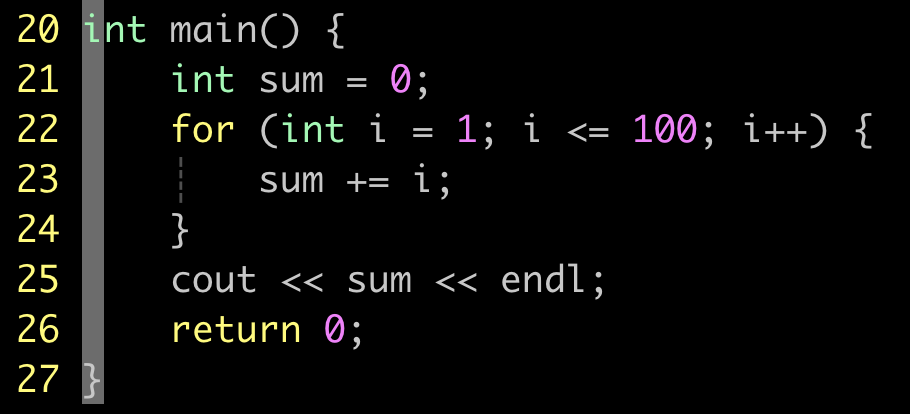 20 int main() {
21     int sum = 0;
22     for (int i = 1; i <= 100; i++) {
23         sum += i;
24     }
25     cout << sum << endl;
26     return 0;
27 }